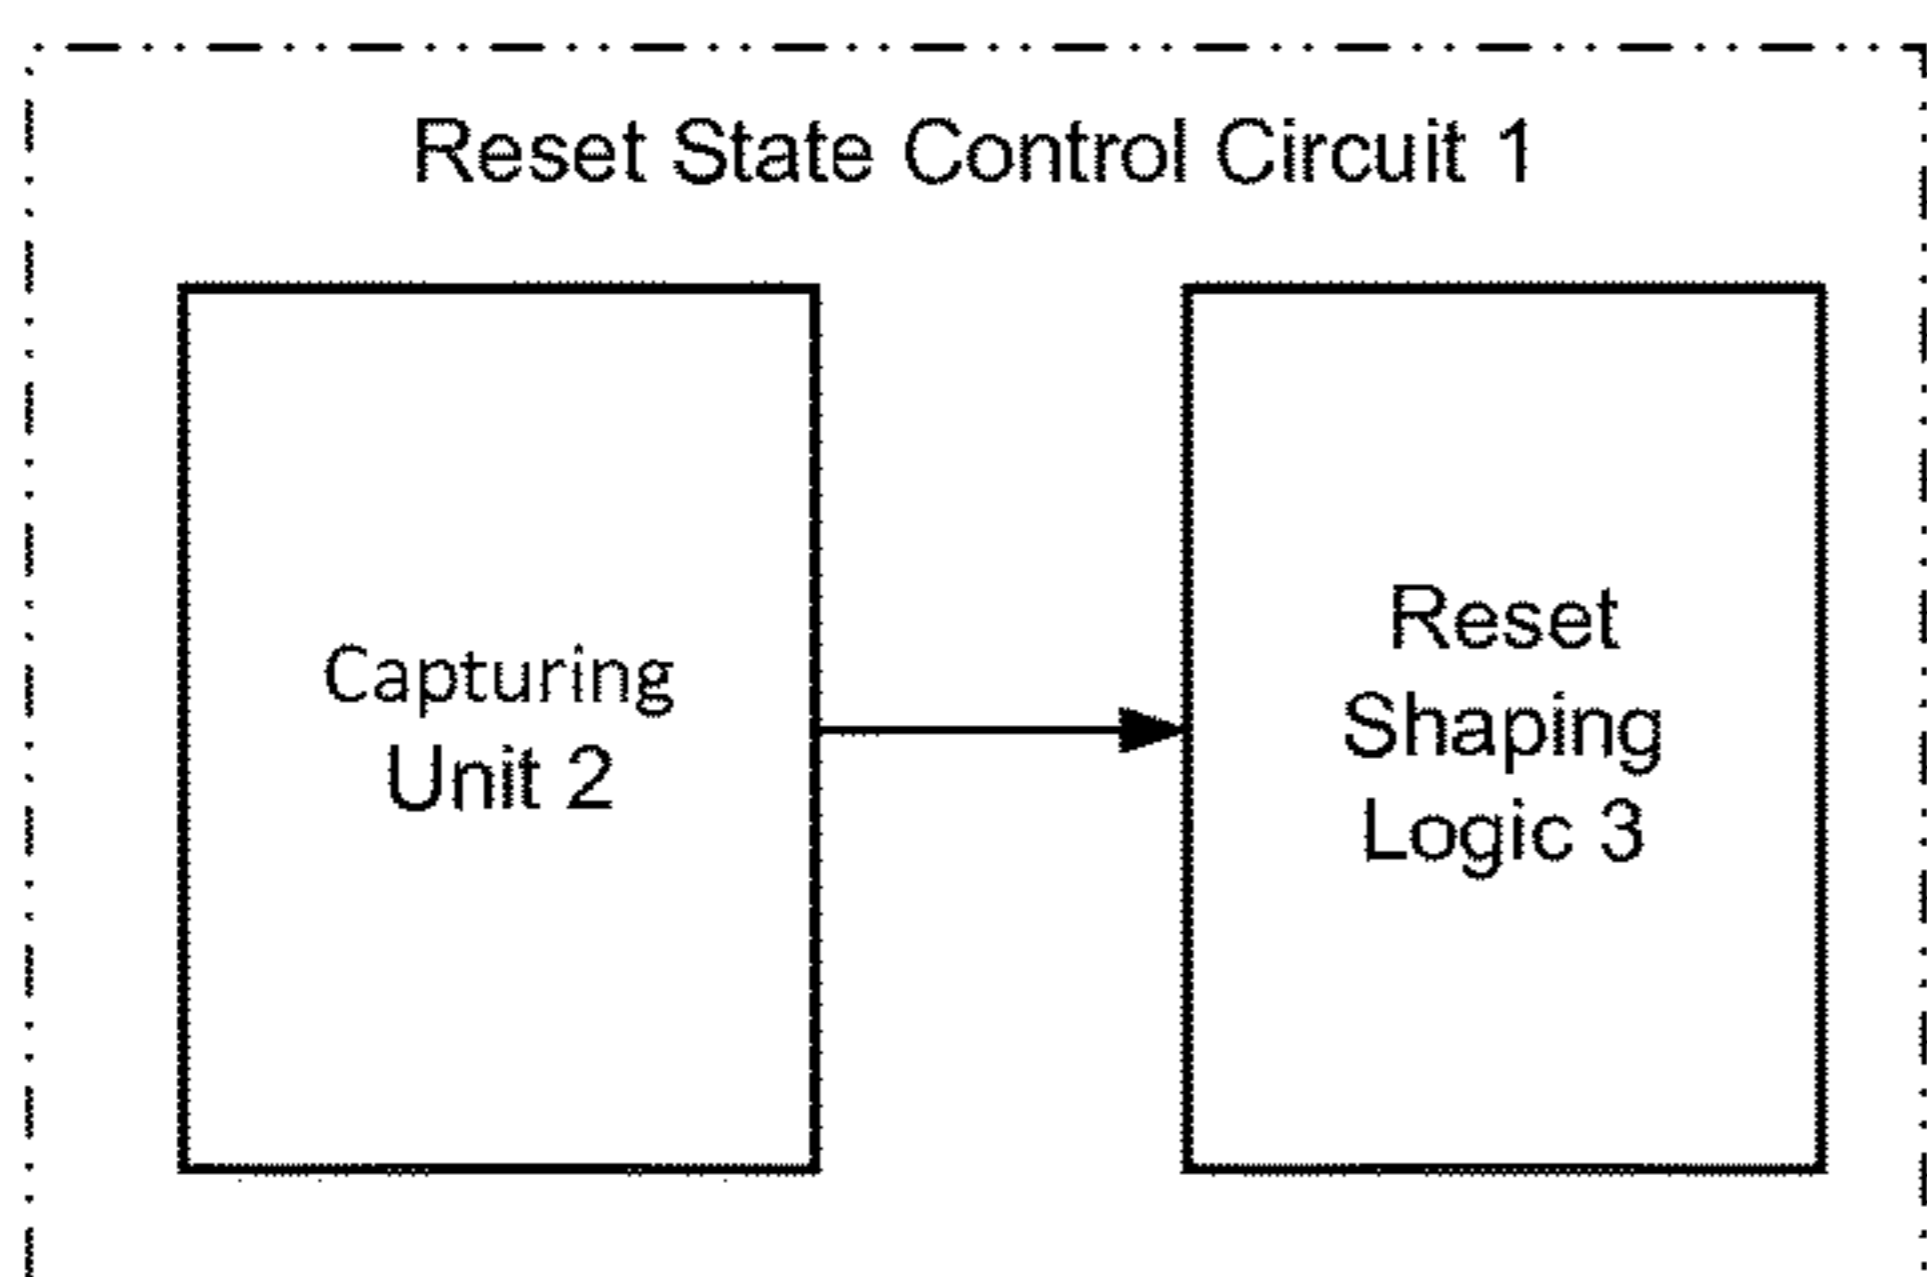 Reset State Control Circuit 1
Capturing
Unit 2
Reset
Shaping
Logic 3